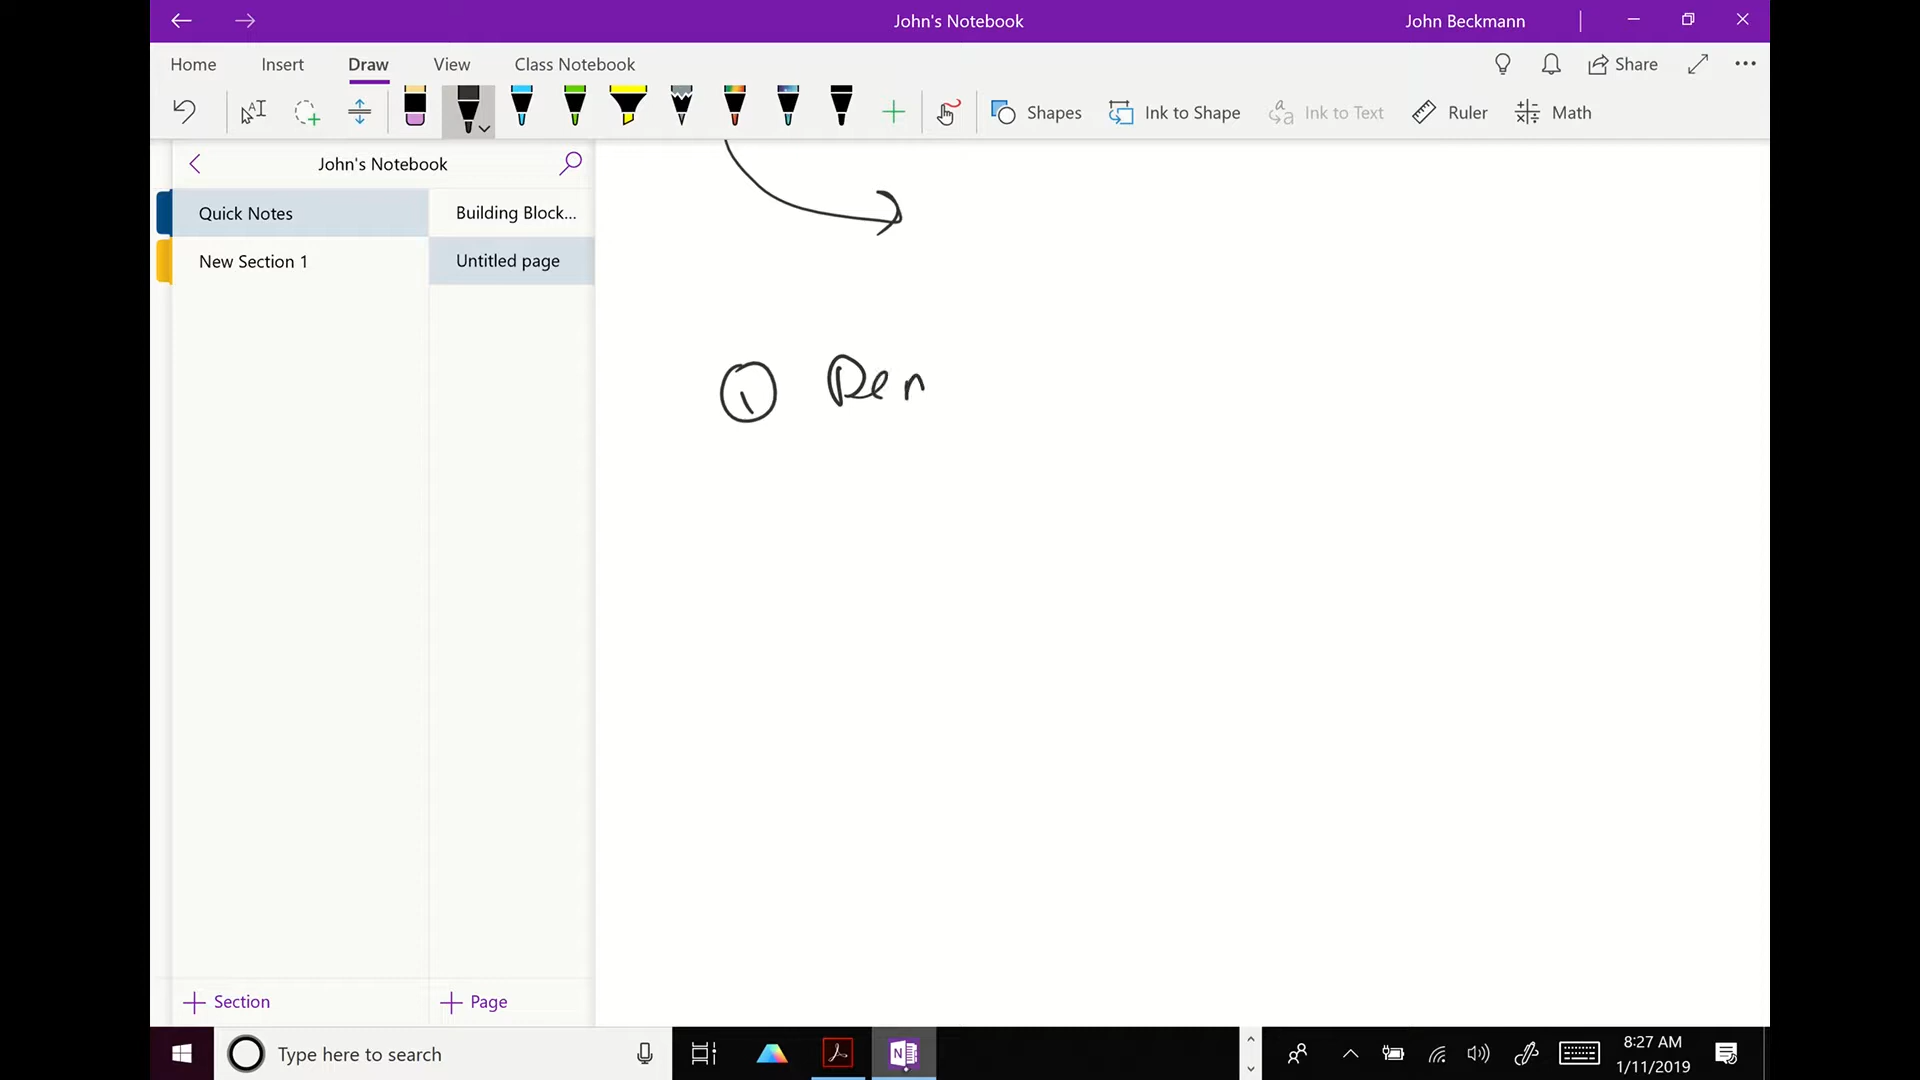 John's Notebook
John Beckmann
Home Insert Draw View Class Notebook
Share
Shapes Ink to Shape Ink to Text Ruler Math
John's Notebook
Quick Notes
Building Block...
New Section 1
Untitled page
① Der
+ Section
+ Page
Type here to search
8:27 AM
1/11/2019